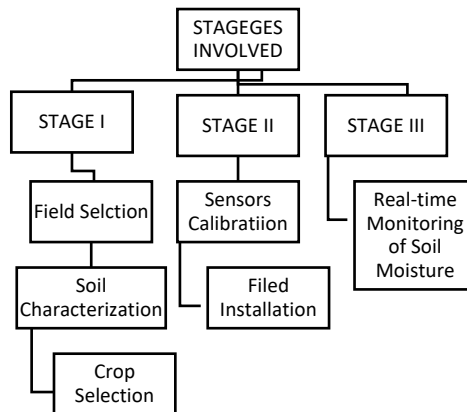 STAGEGES
INVOLVED
STAGE I
STAGE II
STAGE III
Field Selction
Sensors
Calibratiion
Real-time
Monitoring
of Soil
Moisture
Soil
Characterization
Filed
Installation
Crop
Selection